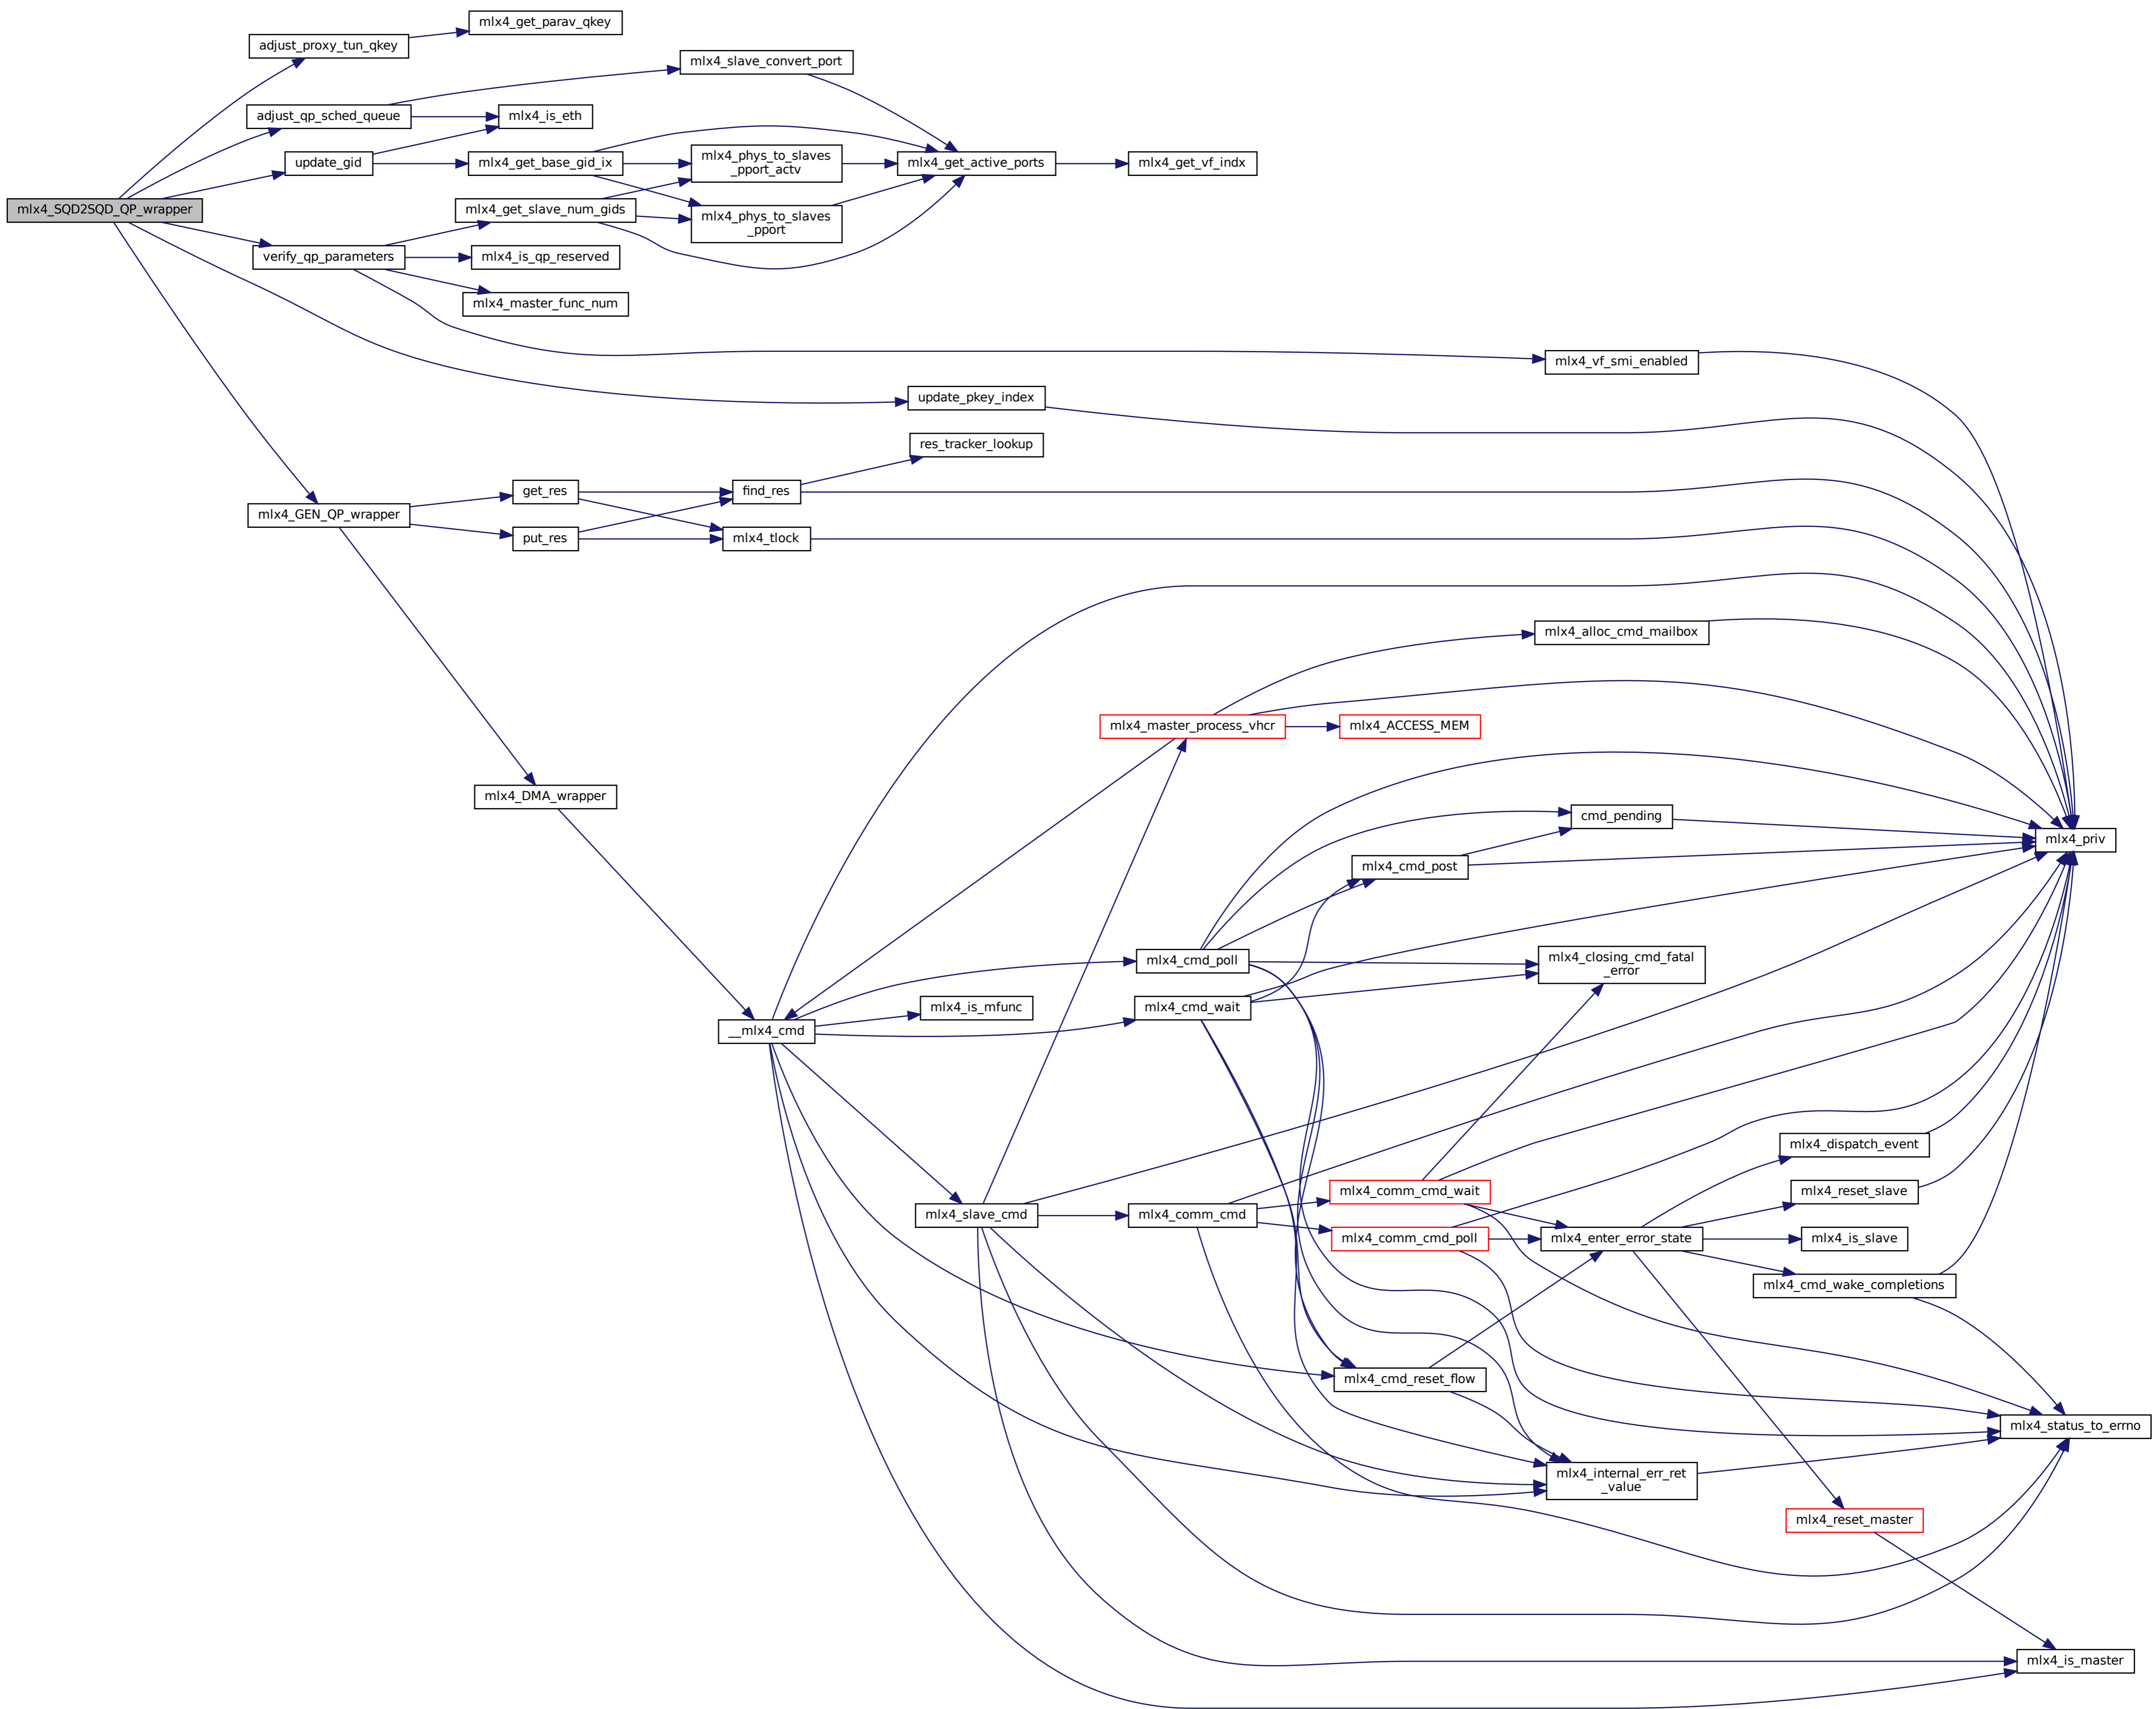 mlx4_get_parav_qkey
adjust_proxy_tun_qkey
mlx4_slave_convert_port
adjust_qp_sched_queue
mlx4_is_eth
update_gid
mlx4_get_base_gid_ix
mlx4_phys_to_slaves
_pport_actv
mlx4_get_active_ports
mlx4_get_vf_indx
mlx4_SQD2SQD_QP_wrapper
mlx4_get_slave_num_gids
mlx4_phys_to_slaves
_pport
verify_qp_parameters
mlx4_is_qp_reserved
mlx4_master_func_num
mlx4_vf_smi_enabled
update_pkey_index
res_tracker_lookup
get_res
find_res
mlx4_GEN_QP_wrapper
put_res
mlx4_tlock
mlx4_alloc_cmd_mailbox
mlx4_master_process_vhcr
mlx4_ACCESS_MEM
mlx4_DMA_wrapper
cmd_pending
mlx4_priv
mlx4_cmd_post
mlx4_cmd_poll
mlx4_closing_cmd_fatal
_error
mlx4_is_mfunc
mlx4_cmd_wait
__mlx4_cmd
mlx4_dispatch_event
mlx4_comm_cmd_wait
mlx4_reset_slave
mlx4_slave_cmd
mlx4_comm_cmd
mlx4_comm_cmd_poll
mlx4_enter_error_state
mlx4_is_slave
mlx4_cmd_wake_completions
mlx4_cmd_reset_flow
mlx4_status_to_errno
mlx4_internal_err_ret
_value
mlx4_reset_master
mlx4_is_master